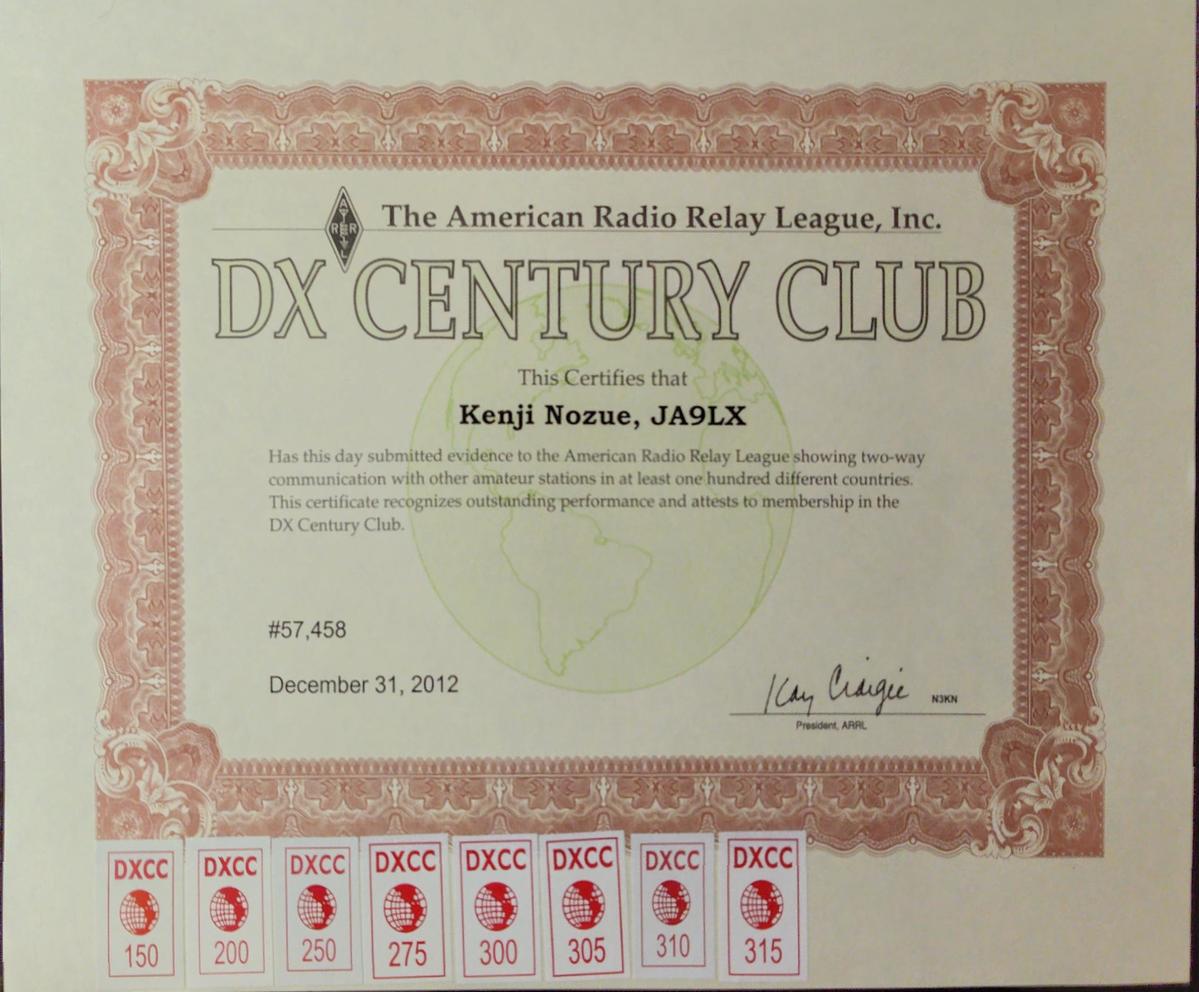 The American Radio Relay League, Inc.
A
R R
R
L
DX CENTURY CLUB
This Certifies that
Kenji Nozue, JA9LX
Has this day submitted evidence to the American Radio Relay League showing two-way
communication with other amateur stations in at least one hundred different countries.
This certificate recognizes outstanding performance and attests to membership in the
DX Century Club.
#57,458
December 31, 2012
Kay Craigie N3KN
President, ARRL
DXCC DXCC DXCC DXCC DXCC DXCC DXCC DXCC
150 200 250 275 300 305 310 315